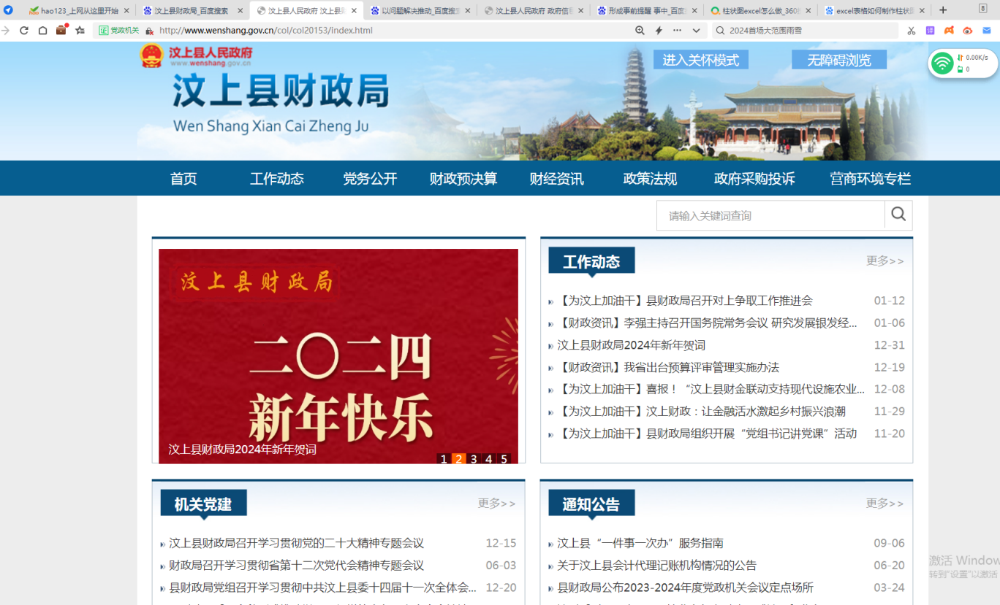 hao123_上网从这里开始
汶上县财政局_百度搜索
汶上县人民政府 汶上县
以问题解决推动_百度搜
汶上县人民政府 政府信
形成事前提醒 事中_百度
柱状图excel怎么做_360
excel表格如何制作柱状图
8
证 党政机关
http://www.wenshang.gov.cn/col/col20153/index.html
2024首场大范围雨雪
译
汶上县人民政府
www.wenshang.gov.cn
汶上县财政局
Wen Shang Xian Cai Zheng Ju
进入关怀模式
无障碍浏览
0.00K/s
0
首页 工作动态 党务公开 财政预决算 财经资讯 政策法规 政府采购投诉 营商环境专栏
请输入关键词查询
汶上县财政局
二〇二四
新年快乐
汶上县财政局2024年新年贺词
1 2 3 4 5
工作动态 更多>>
【为汶上加油干】县财政局召开对上争取工作推进会 01-12
【财政资讯】李强主持召开国务院常务会议 研究发展银发经... 01-06
汶上县财政局2024年新年贺词 12-31
【财政资讯】我省出台预算评审管理实施办法 12-19
【为汶上加油干】喜报！“汶上县财金联动支持现代设施农业... 12-08
【为汶上加油干】汶上财政：让金融活水激起乡村振兴浪潮 11-29
【为汶上加油干】县财政局组织开展“党组书记讲党课”活动 11-20
机关党建 更多>>
汶上县财政局召开学习贯彻党的二十大精神专题会议 12-15
财政局召开学习贯彻省第十二次党代会精神专题会议 06-03
县财政局党组召开学习贯彻中共汶上县委十四届十一次全体会... 12-20
通知公告 更多>>
汶上县“一件事一次办”服务指南 09-06
关于汶上县会计代理记账机构情况的公告 06-20
县财政局公布2023-2024年度党政机关会议定点场所 03-24
激活 Window
转到“设置”以激活